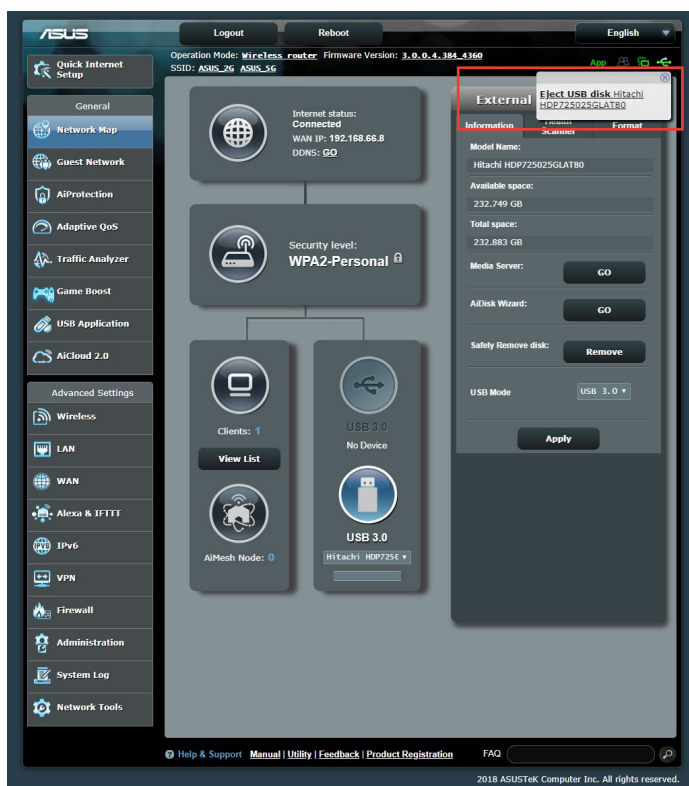 ASUS
Logout
Reboot
English
Quick Internet
Setup
Operation Mode: Wireless router Firmware Version: 3.0.0.4.384_4360
SSID: ASUS_2G ASUS_5G
App
General
Network Map
Guest Network
AiProtection
Adaptive QoS
Traffic Analyzer
Game Boost
USB Application
AiCloud 2.0
Advanced Settings
Wireless
LAN
WAN
Alexa & IFTTT
IPv6
VPN
Firewall
Administration
System Log
Network Tools
Internet status:
Connected
WAN IP: 192.168.66.8
DDNS: GO
Security level:
WPA2-Personal
Clients: 1
View List
AiMesh Node: 0
USB 3.0
No Device
USB 3.0
Hitachi HDP725
External
Eject USB disk Hitachi
HDP725025GLAT80
Information
Health
Scanner
Format
Model Name:
Hitachi HDP725025GLAT80
Available space:
232.749 GB
Total space:
232.883 GB
Media Server:
GO
AiDisk Wizard:
GO
Safely Remove disk:
Remove
USB Mode
USB 3.0
Apply
Help & Support Manual | Utility | Feedback | Product Registration
FAQ
2018 ASUSTeK Computer Inc. All rights reserved.